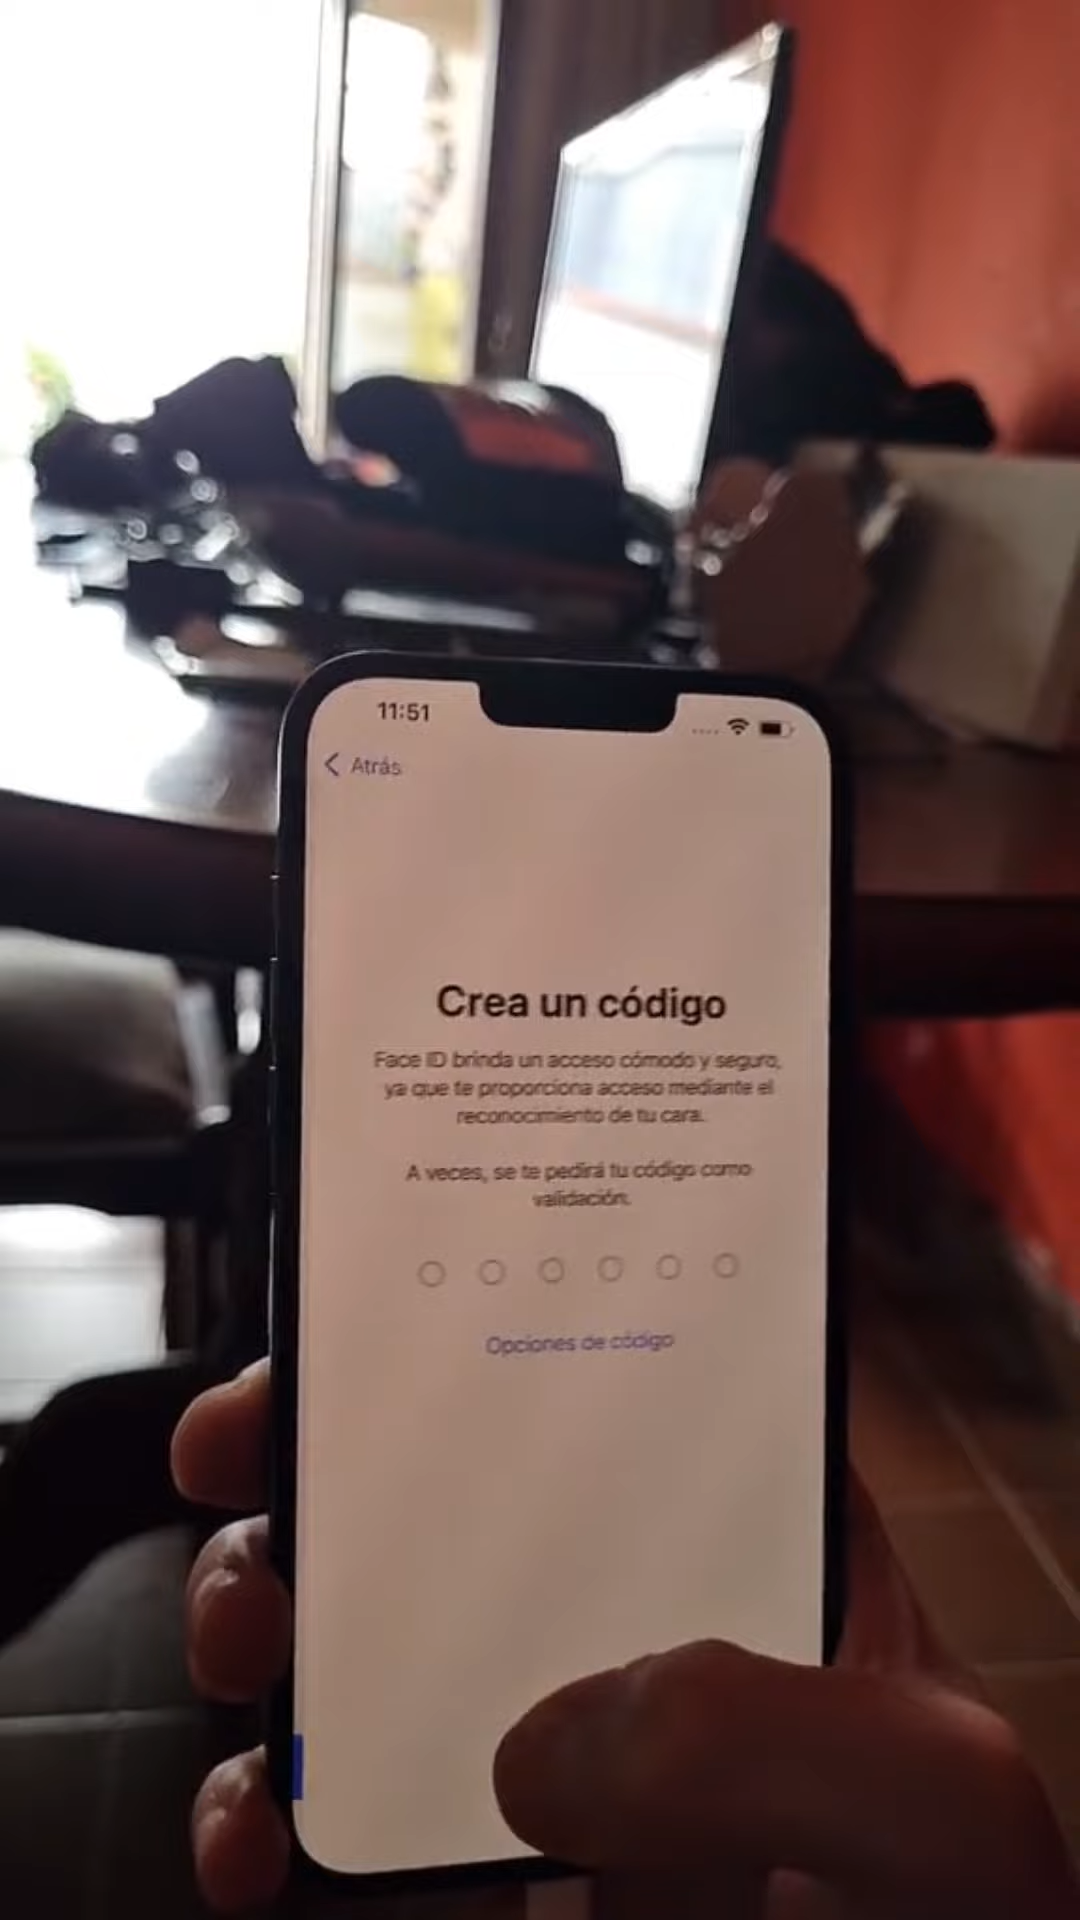 11:51
Atrás
Crea un código
Face ID brinda un acceso cómodo y seguro,
ya que te proporciona acceso mediante el
reconocimiento de tu cara.
A veces, se te pedirá tu código como
validación.
Opciones de código